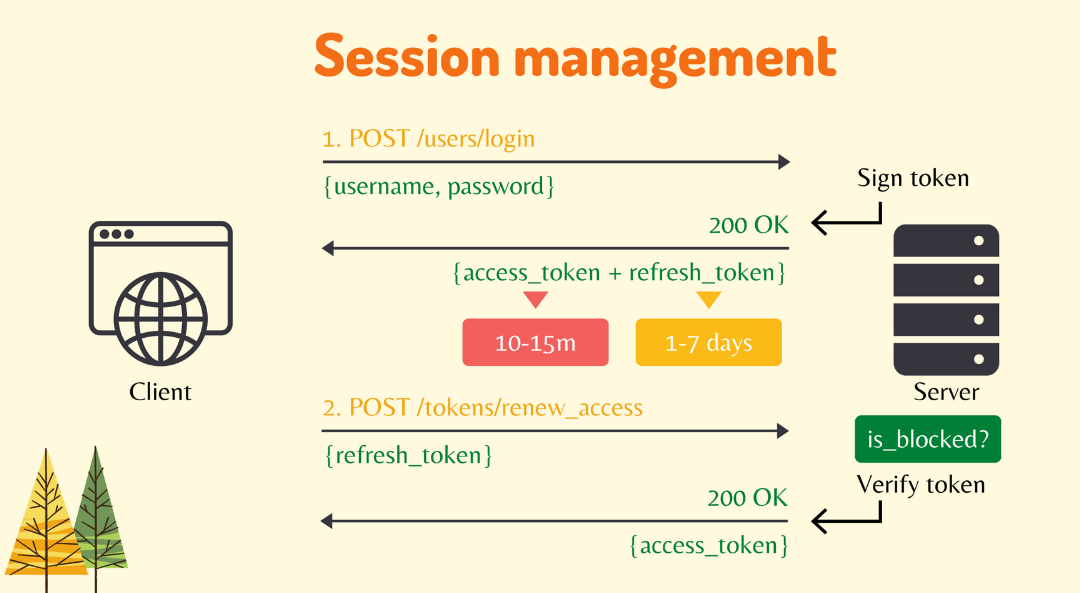 Session management
1. POST /users/login
{username, password}
Sign token
200 OK
{access_token + refresh_token}
10-15m
1-7 days
Client
Server
2. POST /tokens/renew_access
{refresh_token}
is_blocked?
Verify token
200 OK
{access_token}